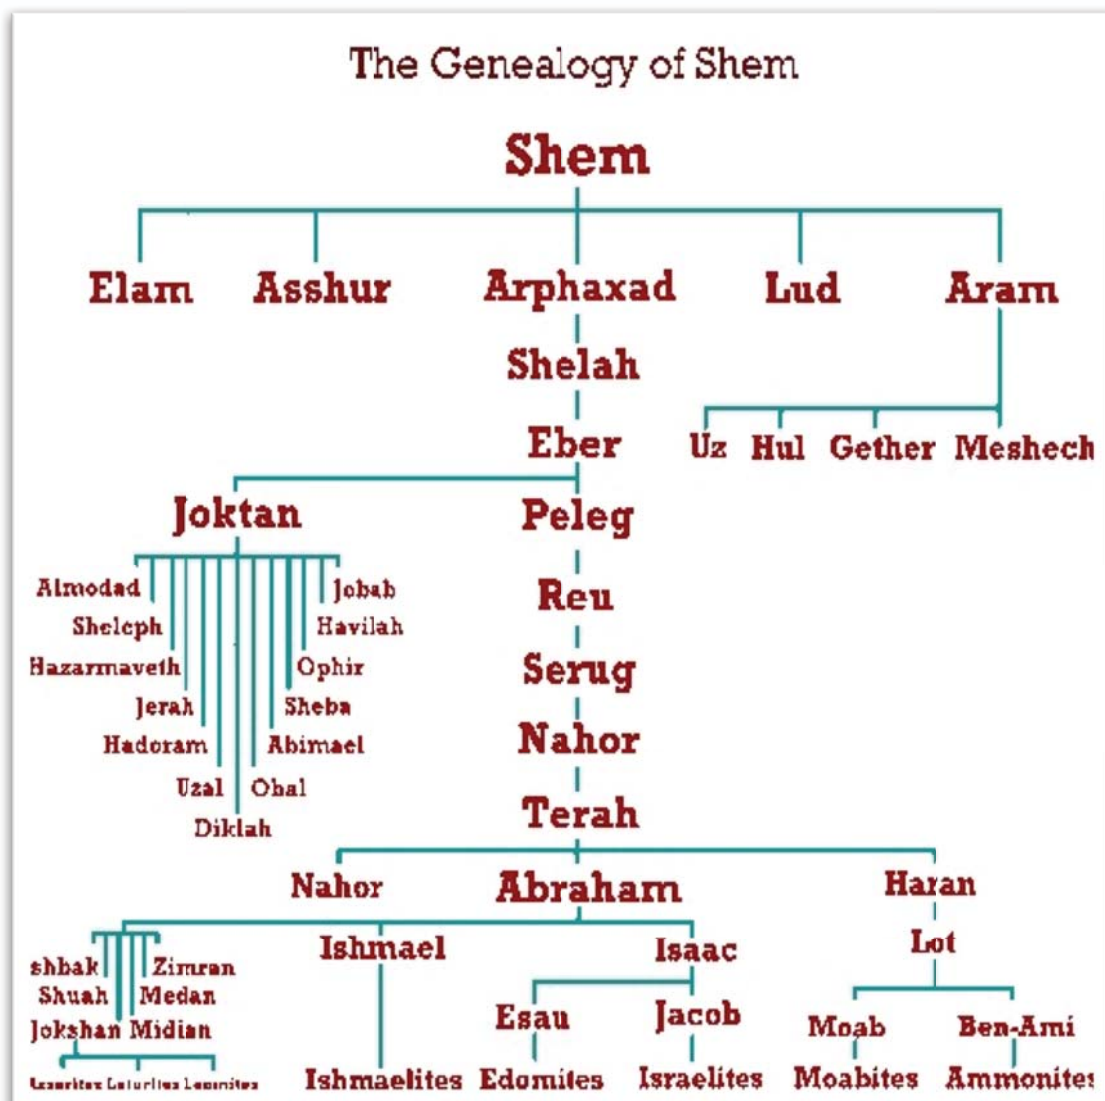 The Genealogy of Shem
Shem
Elam Asshur Arphaxad Lud Aram
Shelah
Eber
Uz Hul Gether Meshech
Joktan Peleg
Almodad Jobab
Sheleph Havilah
Hazarmaveth Ophir
Jerah Sheba
Hadoram Abimael
Uzal Obal
Diklah
Reu
Serug
Nahor
Terah
Nahor Abraham Haran
shbak Zimran
Shuah Medan
Jokshan Midian
Ishmael Isaac Lot
Esau Jacob Moab Ben-Ami
Ishmaelites Edomites Israelites Moabites Ammonites